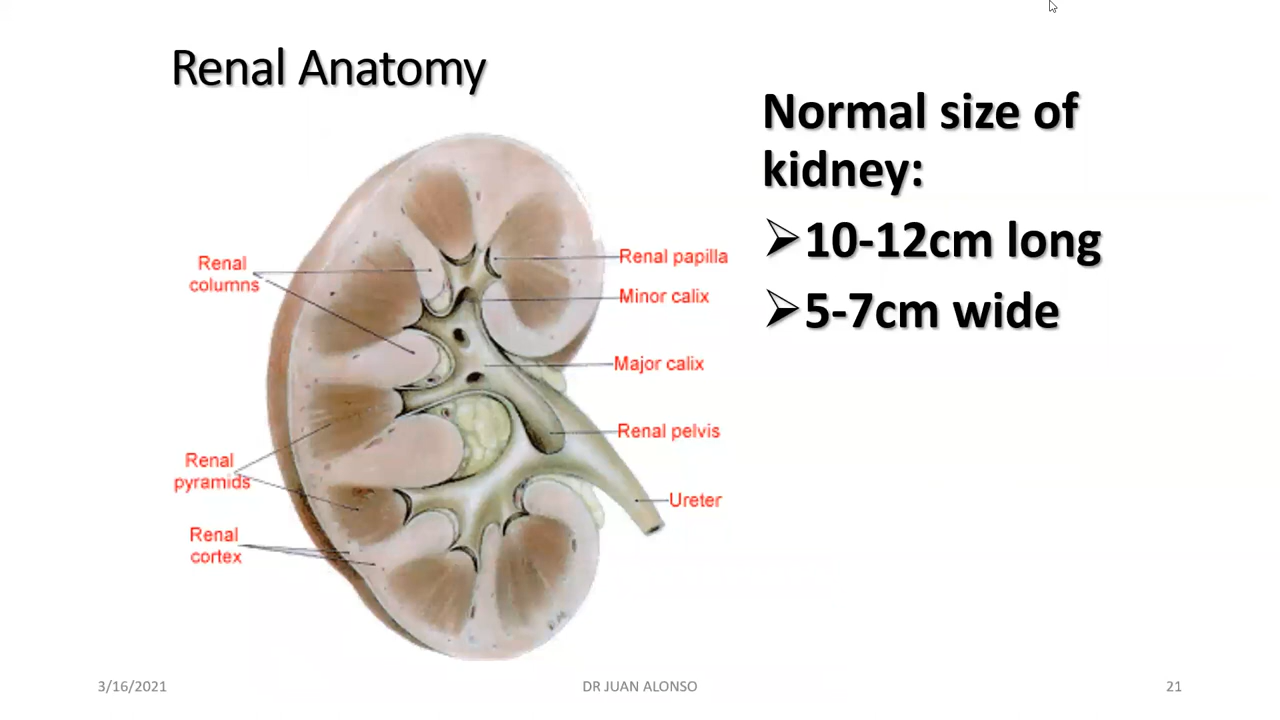 Renal Anatomy
Normal size of
kidney:
➢10-12cm long
➢5-7cm wide
Renal
columns
Renal papilla
Minor calix
Major calix
Renal pelvis
Renal
pyramids
Ureter
Renal
cortex
3/16/2021
DR JUAN ALONSO
21